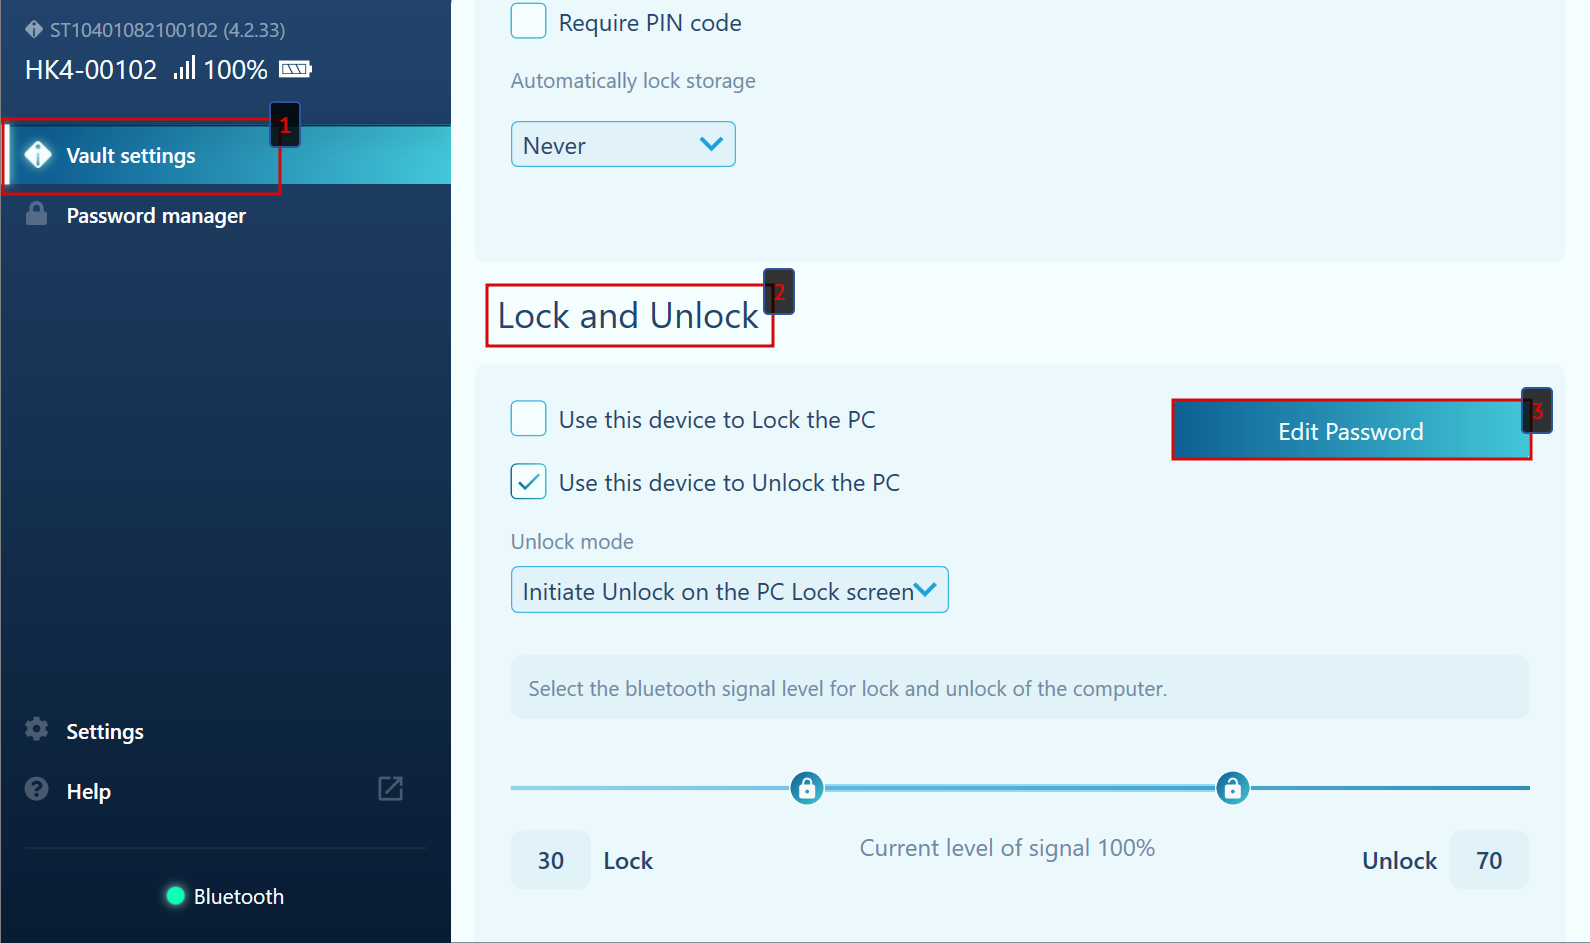 ST10401082100102 (4.2.33)
HK4-00102 100%
1
Vault settings
Password manager
Settings
Help
Bluetooth
Require PIN code
Automatically lock storage
Never
2
Lock and Unlock
Use this device to Lock the PC
3
Edit Password
Use this device to Unlock the PC
Unlock mode
Initiate Unlock on the PC Lock screen
Select the bluetooth signal level for lock and unlock of the computer.
Current level of signal 100%
30 Lock
Unlock 70